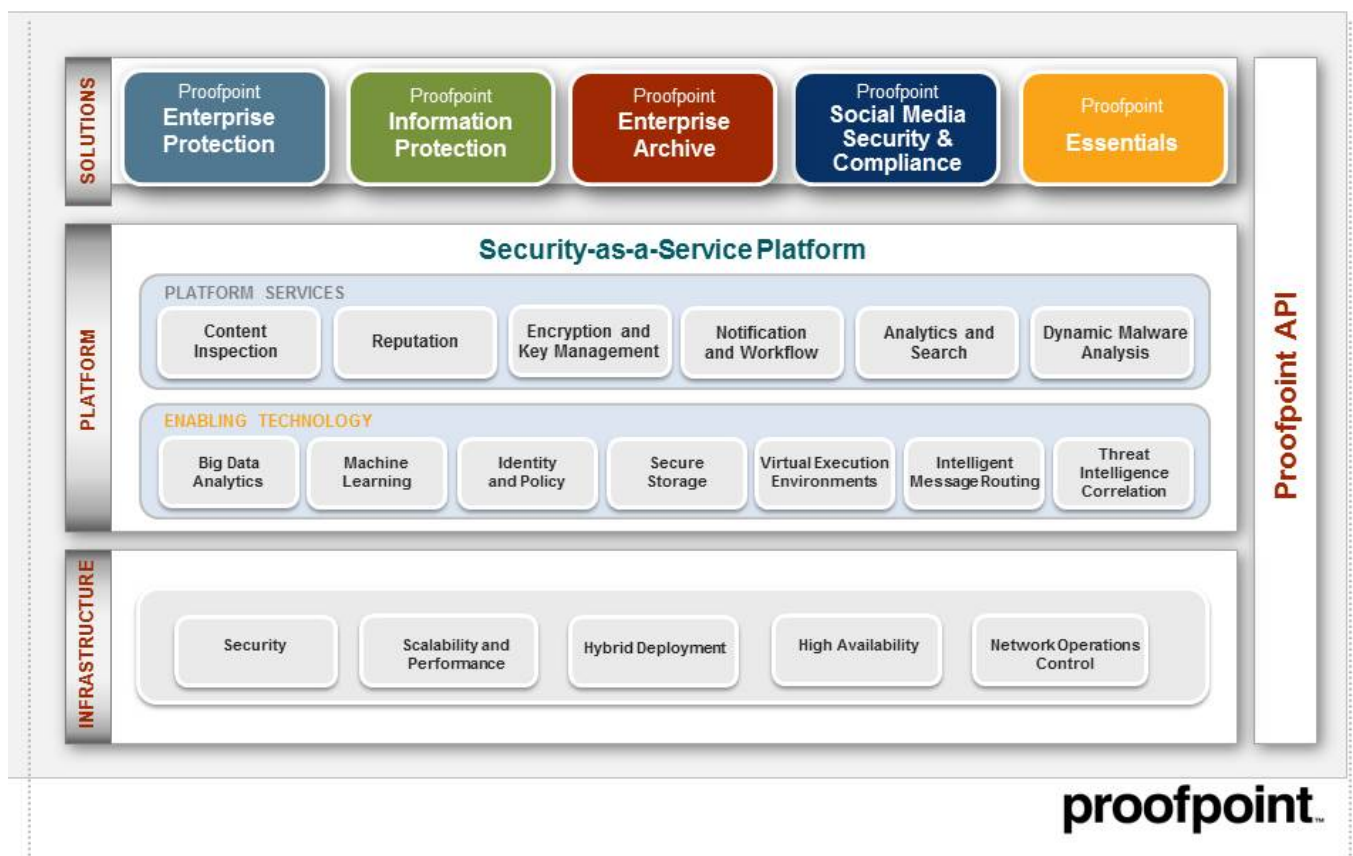 SOLUTIONS
Proofpoint
Enterprise
Protection
Proofpoint
Information
Protection
Proofpoint
Enterprise
Archive
Proofpoint
Social Media
Security &
Compliance
Proofpoint
Essentials
PLATFORM
Security-as-a-Service Platform
PLATFORM SERVICES
Content
Inspection
Reputation
Encryption and
Key Management
Notification
and Workflow
Analytics and
Search
Dynamic Malware
Analysis
ENABLING TECHNOLOGY
Big Data
Analytics
Machine
Learning
Identity
and Policy
Secure
Storage
Virtual Execution
Environments
Intelligent
Message Routing
Threat
Intelligence
Correlation
INFRASTRUCTURE
Security
Scalability and
Performance
Hybrid Deployment
High Availability
Network Operations
Control
Proofpoint API
proofpoint™